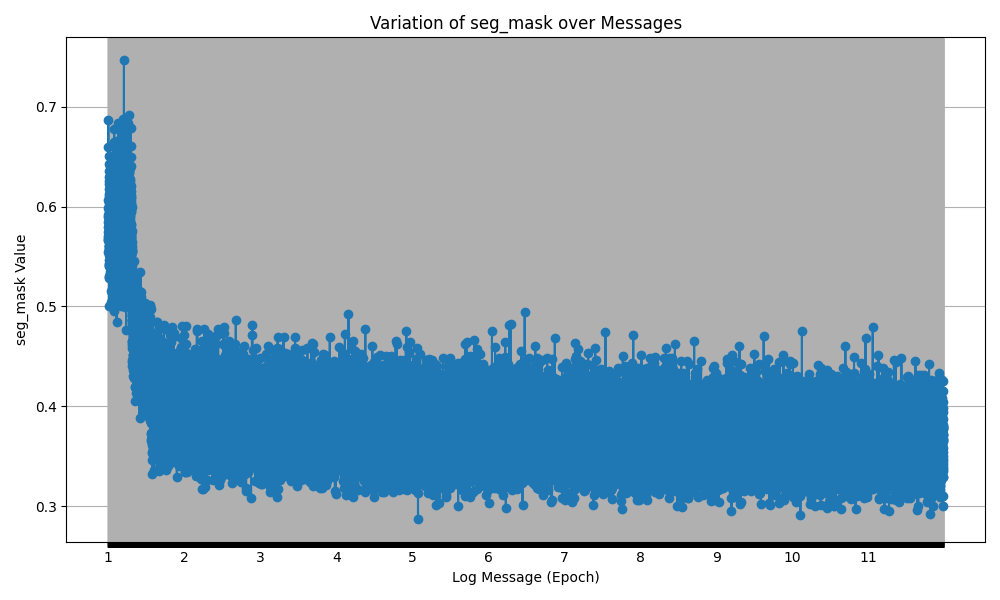 Variation of seg_mask over Messages
seg_mask Value
0.7
0.6
0.5
0.4
0.3
1 2 3 4 5 6 7 8 9 10 11
Log Message (Epoch)